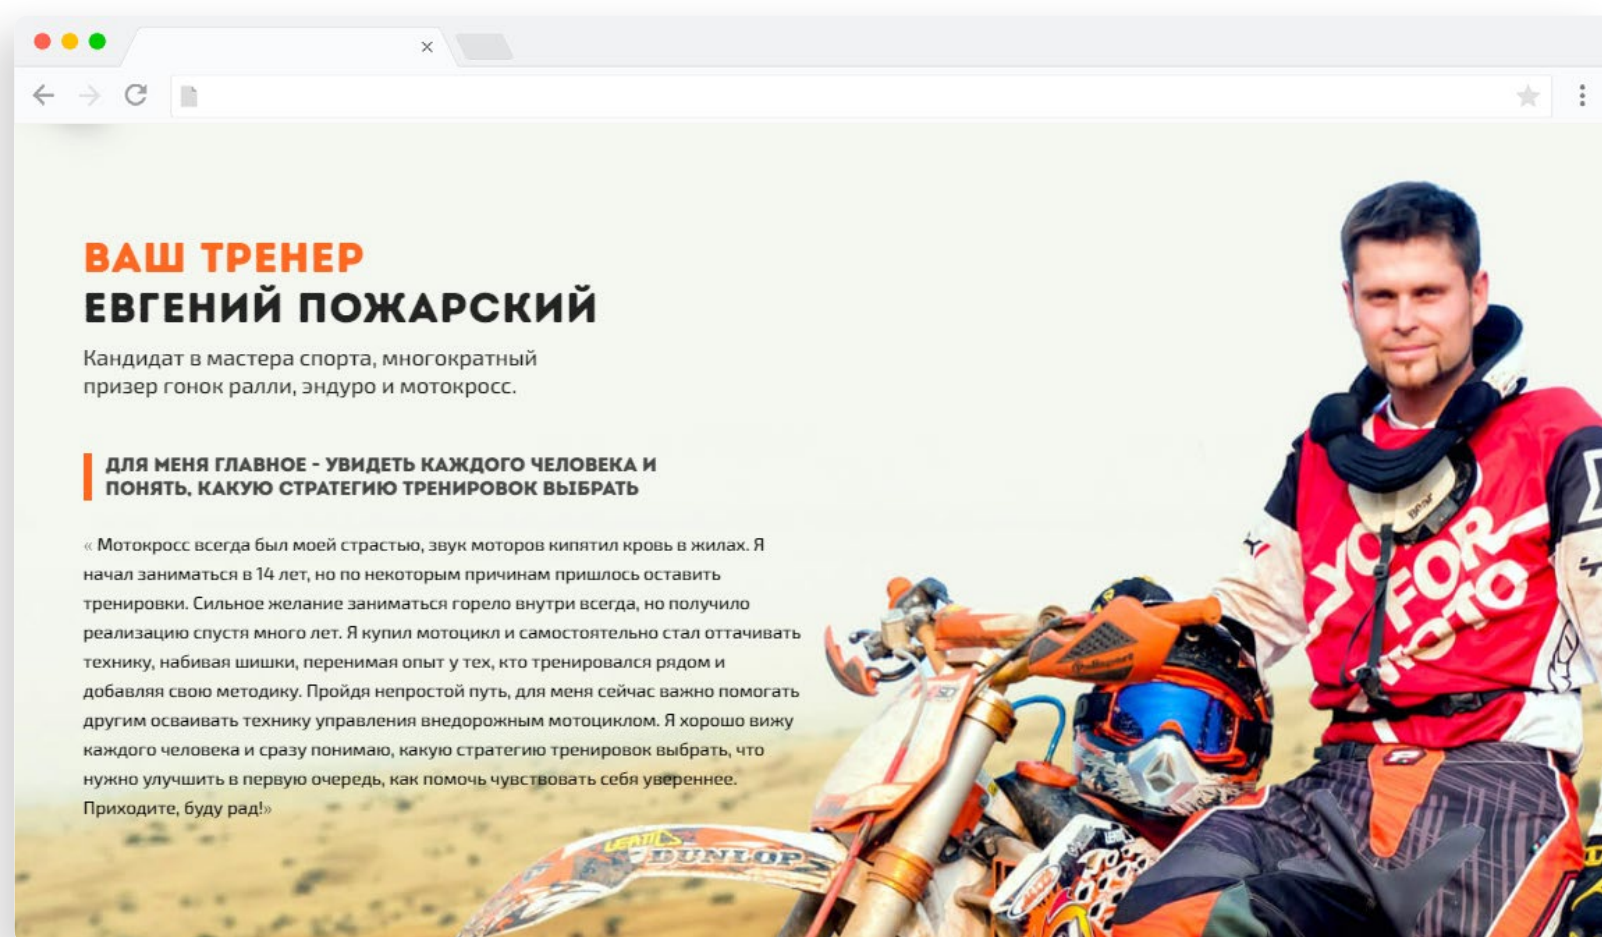 ВАШ ТРЕНЕР
ЕВГЕНИЙ ПОЖАРСКИЙ
Кандидат в мастера спорта, многократный
призер гонок ралли, эндуро и мотокросс.
ДЛЯ МЕНЯ ГЛАВНОЕ - УВИДЕТЬ КАЖДОГО ЧЕЛОВЕКА И
ПОНЯТЬ, КАКУЮ СТРАТЕГИЮ ТРЕНИРОВОК ВЫБРАТЬ
« Мотокросс всегда был моей страстью, звук моторов кипятил кровь в жилах. Я
начал заниматься в 14 лет, но по некоторым причинам пришлось оставить
тренировки. Сильное желание заниматься горело внутри всегда, но получило
реализацию спустя много лет. Я купил мотоцикл и самостоятельно стал оттачивать
технику, набивая шишки, перенимая опыт у тех, кто тренировался рядом и
добавляя свою методику. Пройдя непростой путь, для меня сейчас важно помогать
другим осваивать технику управления внедорожным мотоциклом. Я хорошо вижу
каждого человека и сразу понимаю, какую стратегию тренировок выбрать, что
нужно улучшить в первую очередь, как помочь чувствовать себя увереннее.
Приходите, буду рад!»
YOU
FOR
MOTO
Polisport
DUNLOP